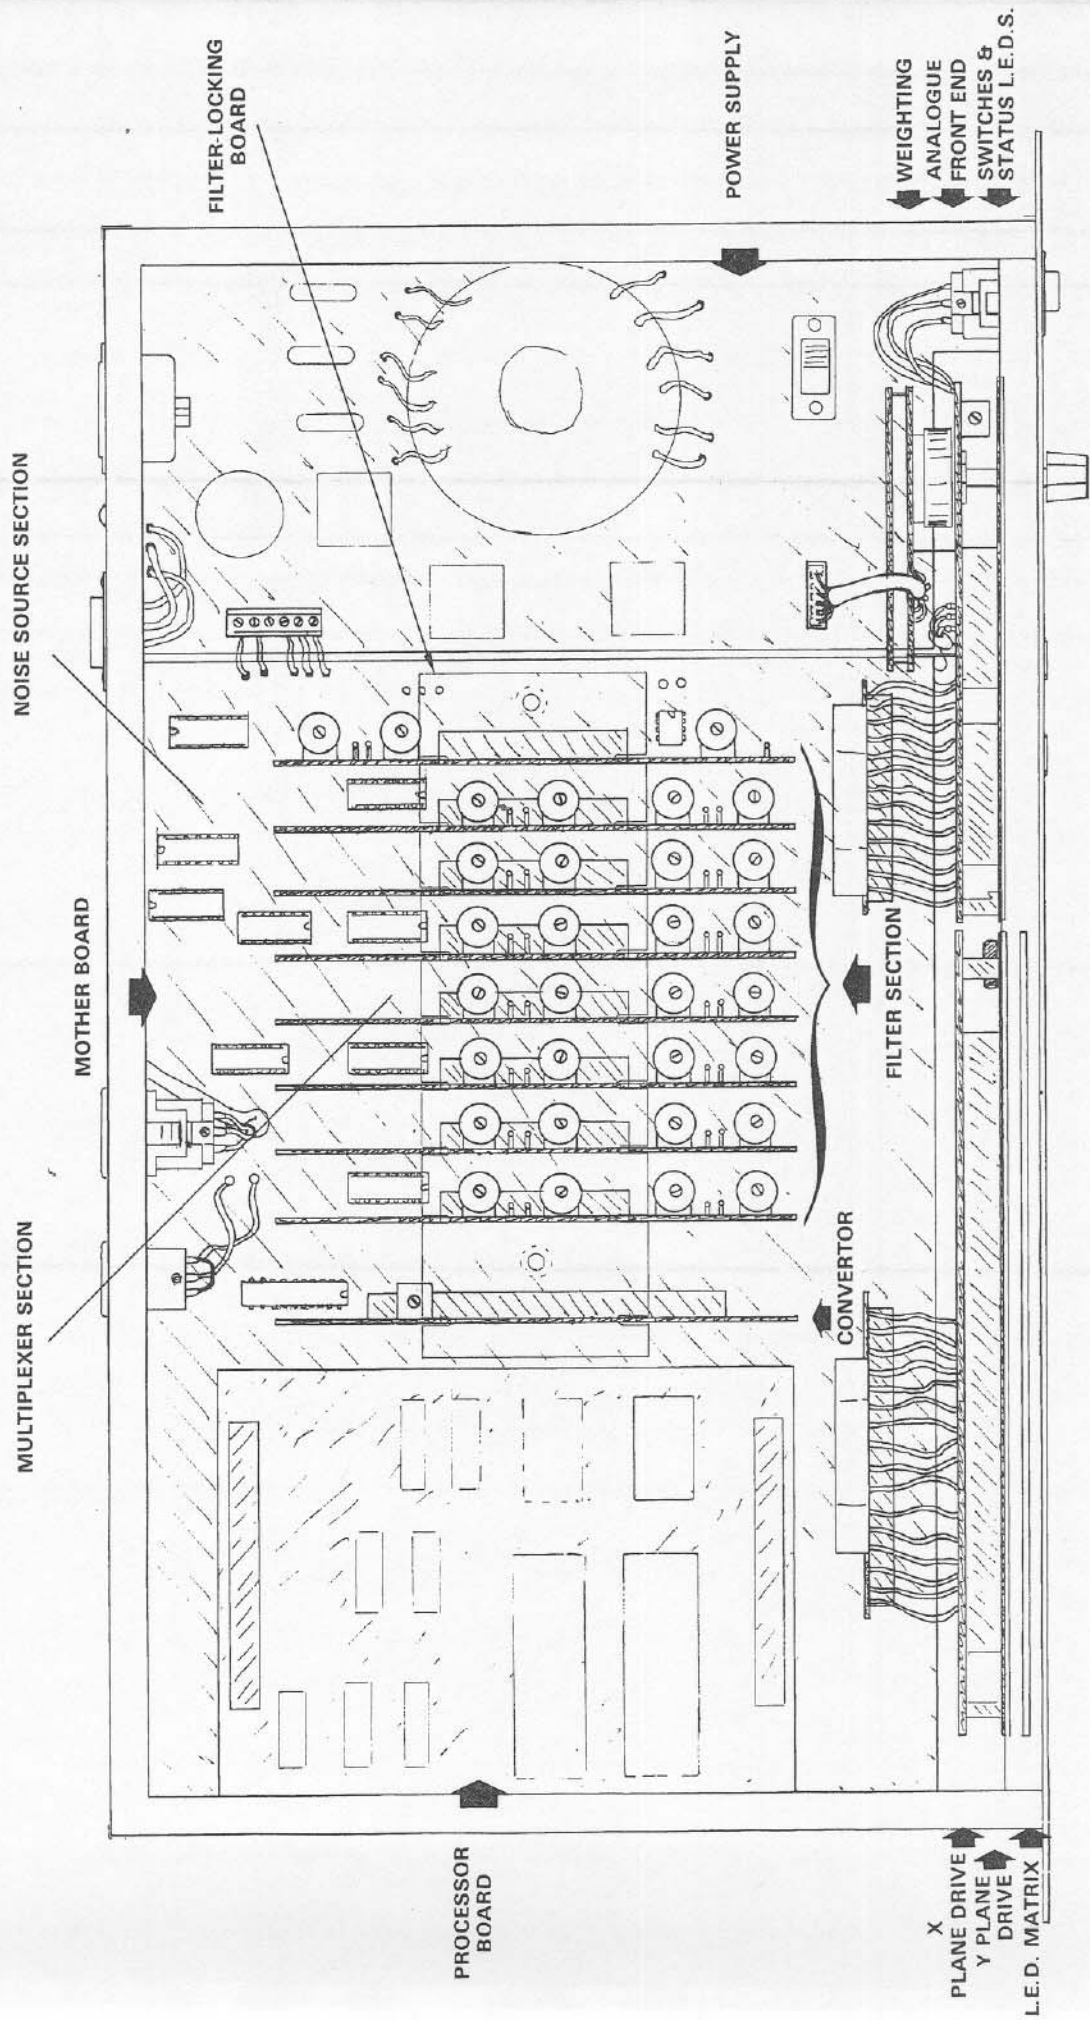 MULTIPLEXER SECTION
NOISE SOURCE SECTION
MOTHER BOARD
FILTER-LOCKING
BOARD
PROCESSOR
BOARD
POWER SUPPLY
CONVERTOR
FILTER SECTION
WEIGHTING
ANALOGUE
FRONT END
SWITCHES &
STATUS L.E.D.S.
X
PLANE DRIVE
Y PLANE
DRIVE
L.E.D. MATRIX